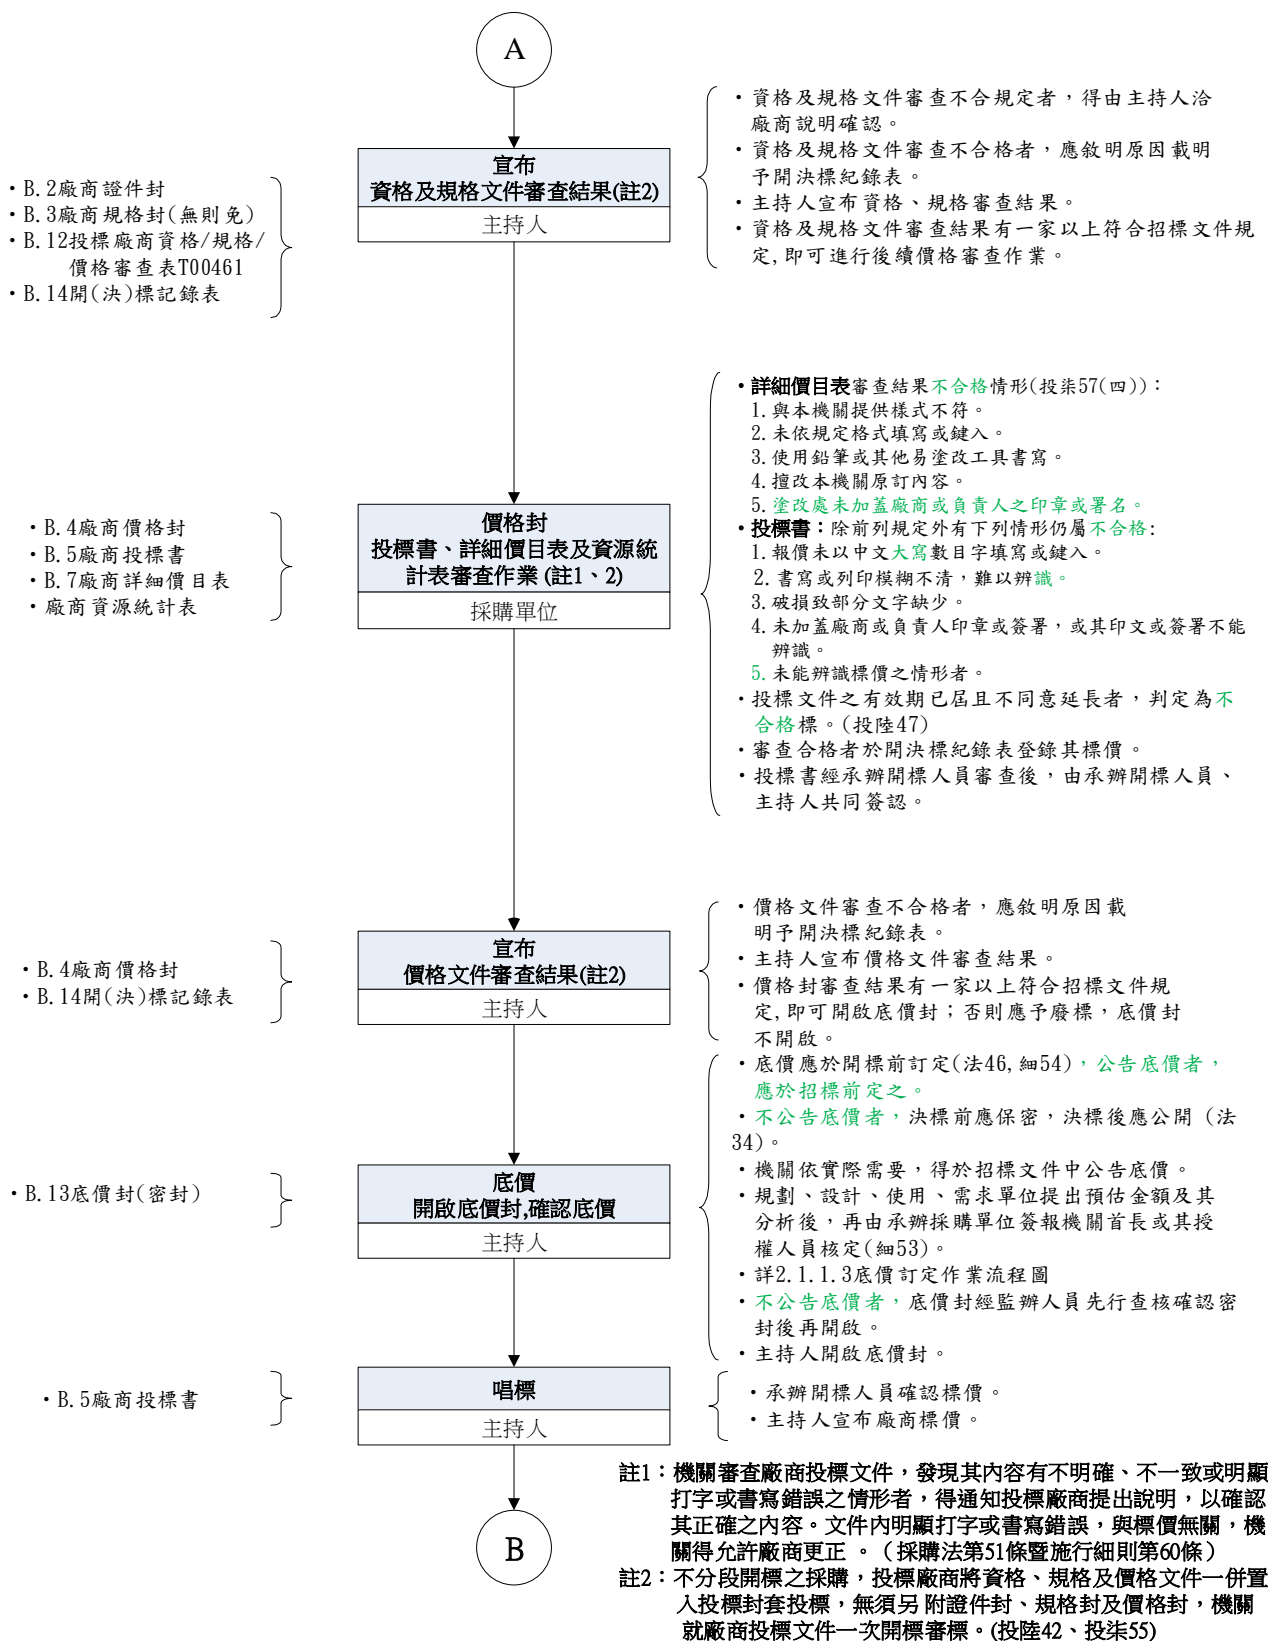 A
・資格及規格文件審查不合規定者，得由主持人洽
廠商說明確認。
・資格及規格文件審查不合格者，應敘明原因載明
予開決標紀錄表。
・主持人宣布資格、規格審查結果。
・資格及規格文件審查結果有一家以上符合招標文件規
定,即可進行後續價格審查作業。
宣布
資格及規格文件審查結果(註2)
主持人
・B.2廠商證件封
・B.3廠商規格封(無則免)
・B.12投標廠商資格/規格/
價格審查表T00461
・B.14開(決)標記錄表
・詳細價目表審查結果不合格情形(投柒57(四))：
1.與本機關提供樣式不符。
2.未依規定格式填寫或鍵入。
3.使用鉛筆或其他易塗改工具書寫。
4.擅改本機關原訂內容。
5.塗改處未加蓋廠商或負責人之印章或署名。
・投標書：除前列規定外有下列情形仍屬不合格:
1.報價未以中文大寫數目字填寫或鍵入。
2.書寫或列印模糊不清，難以辨識。
3.破損致部分文字缺少。
4.未加蓋廠商或負責人印章或簽署，或其印文或簽署不能
辨識。
5.未能辨識標價之情形者。
・投標文件之有效期已屆且不同意延長者，判定為不
合格標。(投陸47)
・審查合格者於開決標紀錄表登錄其標價。
・投標書經承辦開標人員審查後，由承辦開標人員、
主持人共同簽認。
價格封
投標書、詳細價目表及資源統
計表審查作業 (註1、2)
採購單位
・B.4廠商價格封
・B.5廠商投標書
・B.7廠商詳細價目表
・廠商資源統計表
・價格文件審查不合格者，應敘明原因載
明予開決標紀錄表。
・主持人宣布價格文件審查結果。
・價格封審查結果有一家以上符合招標文件規
定,即可開啟底價封；否則應予廢標，底價封
不開啟。
宣布
價格文件審查結果(註2)
主持人
・B.4廠商價格封
・B.14開(決)標記錄表
・底價應於開標前訂定(法46,細54)，公告底價者，
應於招標前定之。
・不公告底價者，決標前應保密，決標後應公開 (法
34)。
・機關依實際需要，得於招標文件中公告底價。
・規劃、設計、使用、需求單位提出預估金額及其
分析後，再由承辦採購單位簽報機關首長或其授
權人員核定(細53)。
・詳2.1.1.3底價訂定作業流程圖
・不公告底價者，底價封經監辦人員先行查核確認密
封後再開啟。
・主持人開啟底價封。
底價
開啟底價封,確認底價
主持人
・B.13底價封(密封)
唱標
主持人
・B.5廠商投標書
・承辦開標人員確認標價。
・主持人宣布廠商標價。
B
註1：機關審查廠商投標文件，發現其內容有不明確、不一致或明顯
打字或書寫錯誤之情形者，得通知投標廠商提出說明，以確認
其正確之內容。文件內明顯打字或書寫錯誤，與標價無關，機
關得允許廠商更正 。（採購法第51條暨施行細則第60條）
註2：不分段開標之採購，投標廠商將資格、規格及價格文件一併置
入投標封套投標，無須另 附證件封、規格封及價格封，機關
就廠商投標文件一次開標審標。(投陸42、投柒55)